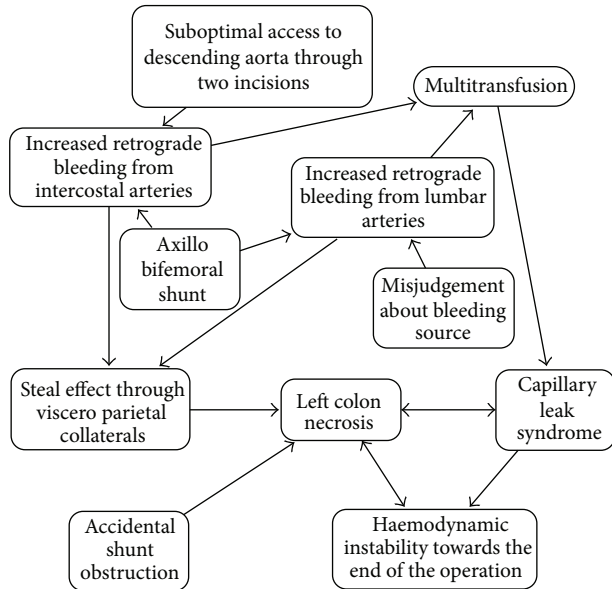 Suboptimal access to
descending aorta through
two incisions
Multitransfusion
Increased retrograde
bleeding from
intercostal arteries
Increased retrograde
bleeding from lumbar
arteries
Axillo
bifemoral
shunt
Misjudgement
about bleeding
source
Steal effect through
viscero parietal
collaterals
Left colon
necrosis
Capillary
leak
syndrome
Accidental
shunt
obstruction
Haemodynamic
instability towards the
end of the operation